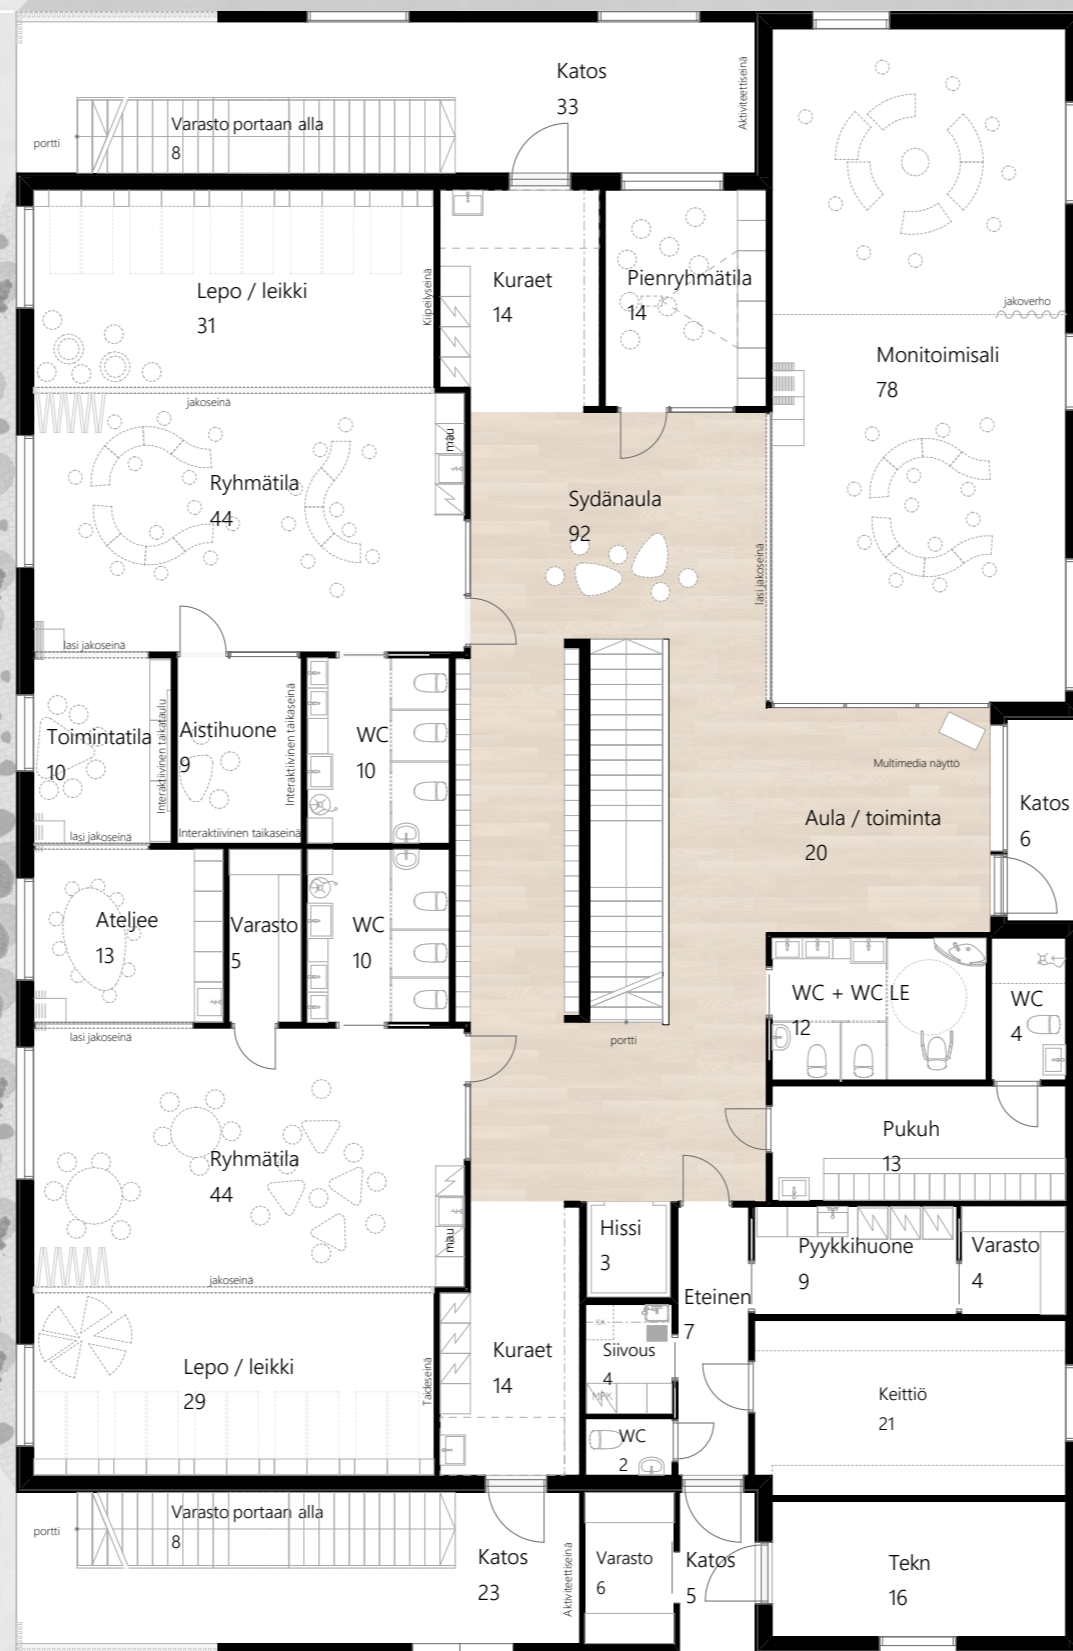 Katos
33
Aktiviteettiseinä
portti
Varasto portaan alla
8
Lepo / leikki
31
Kiipeilyseinä
Kuraet
14
Pienryhmätila
14
jakoverho
Monitoimisali
78
jakoseinä
mau
Ryhmätila
44
Sydänaula
92
lasi jakoseinä
lasi jakoseinä
Toimintatila
10
Interaktiivinen taikataulu
Aistihuone
9
Interaktiivinen taikaseinä
Interaktiivinen taikaseinä
WC
10
lasi jakoseinä
Multimedia näyttö
Aula / toiminta
20
Katos
6
Ateljee
13
Varasto
5
WC
10
WC + WC LE
12
WC
4
lasi jakoseinä
portti
Pukuh
13
Ryhmätila
44
mau
jakoseinä
Hissi
3
Eteinen
7
Pyykkihuone
9
Varasto
4
Lepo / leikki
29
Taideseinä
Kuraet
14
SK
Siivous
4
MPK
Keittiö
21
WC
2
portti
Varasto portaan alla
8
Katos
23
Aktiviteettiseinä
Varasto
6
Katos
5
Tekn
16